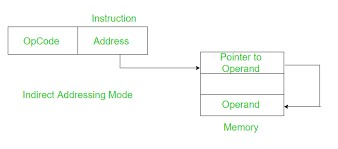 Instruction
OpCode
Address
Pointer to
Operand
Indirect Addressing Mode
Operand
Memory